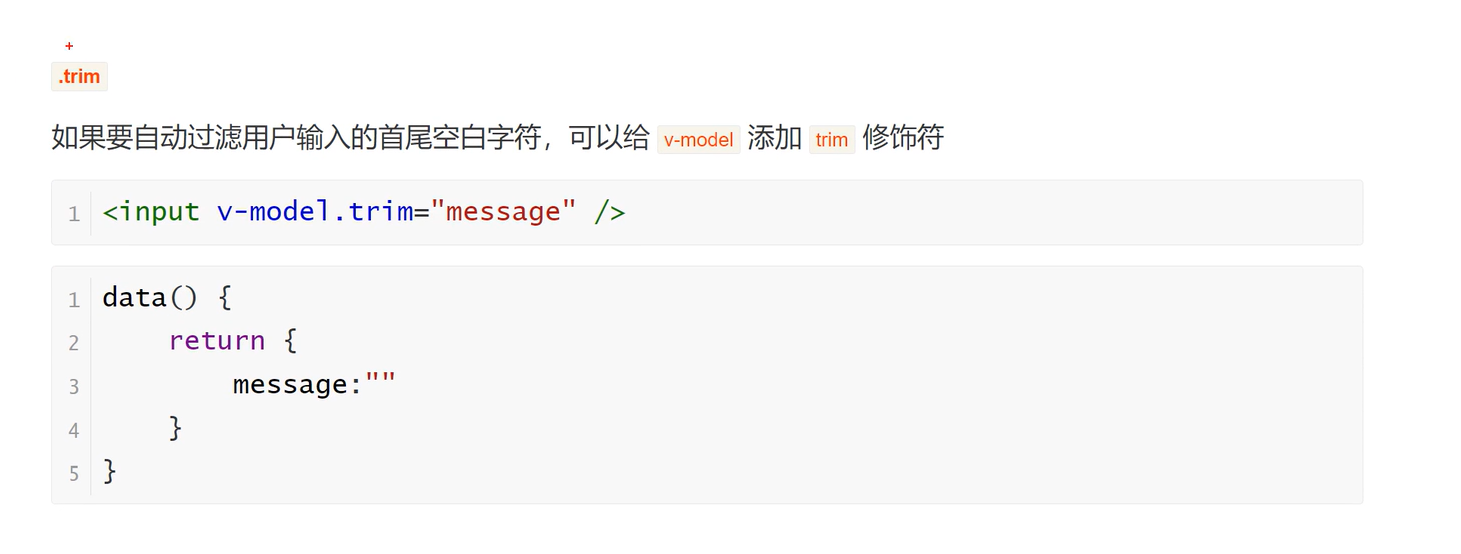 +
.trim
如果要自动过滤用户输入的首尾空白字符，可以给 v-model 添加 trim 修饰符
1 <input v-model.trim="message" />
1 data() {
2     return {
3         message:""
4     }
5 }